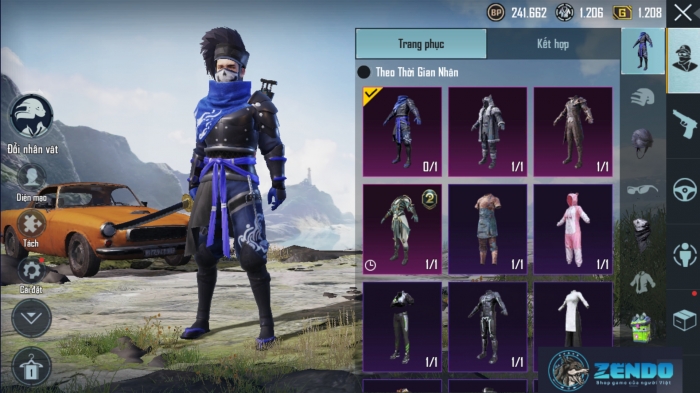 BP 241.662 1.206 G 1.208
Trang phục
Kết hợp
Theo Thời Gian Nhận
Đổi nhân vật
Diện mạo
Tách
Cài đặt
0/1
1/1
1/1
2
1/1
1/1
1/1
1/1
1/1
1/1
ZENDO
Shop game của người Việt